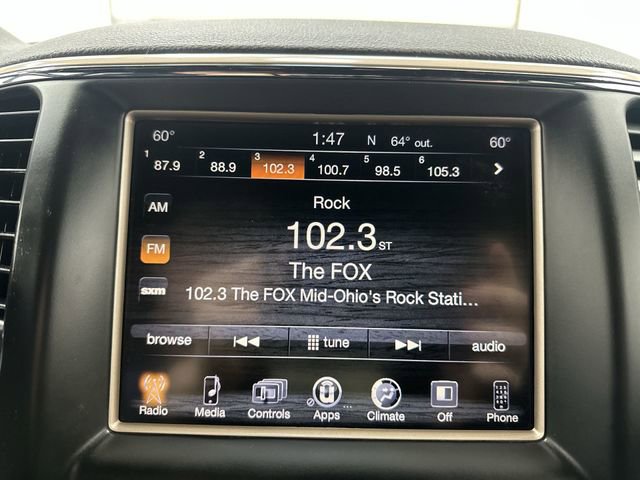 60° 1:47 N 64° out. 60°
1 87.9 2 88.9 3 102.3 4 100.7 5 98.5 6 105.3
AM Rock
102.3 ST
FM The FOX
sxm 102.3 The FOX Mid-Ohio's Rock Stati...
browse tune audio
Radio Media Controls Apps Climate Off Phone